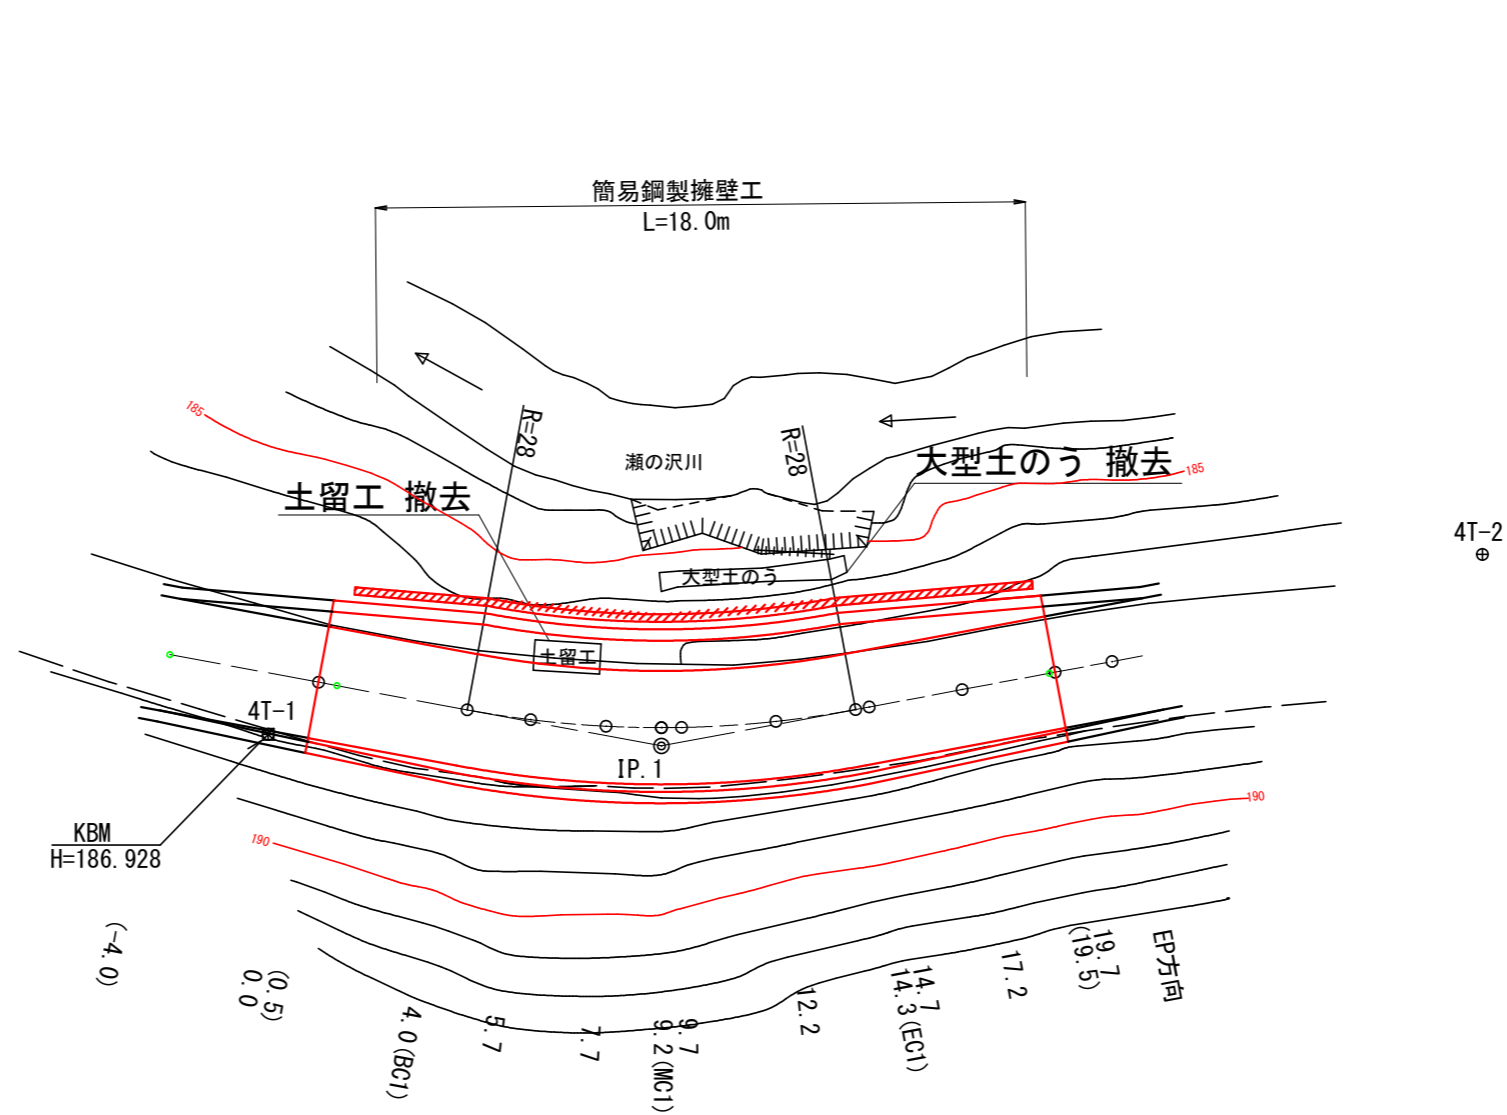 簡易鋼製擁壁工
L=18.0m
R=28
R=28
185
瀬の沢川
大型土のう 撤去
185
土留工 撤去
4T-2
大型土のう
土留工
4T-1
IP.1
KBM
H=186.928
190
190
(-4.0)
(0.5)
0.0
4.0(BC1)
5.7
7.7
9.7
9.2(MC1)
12.2
14.7
14.3(EC1)
17.2
19.7
(19.5)
EP方向